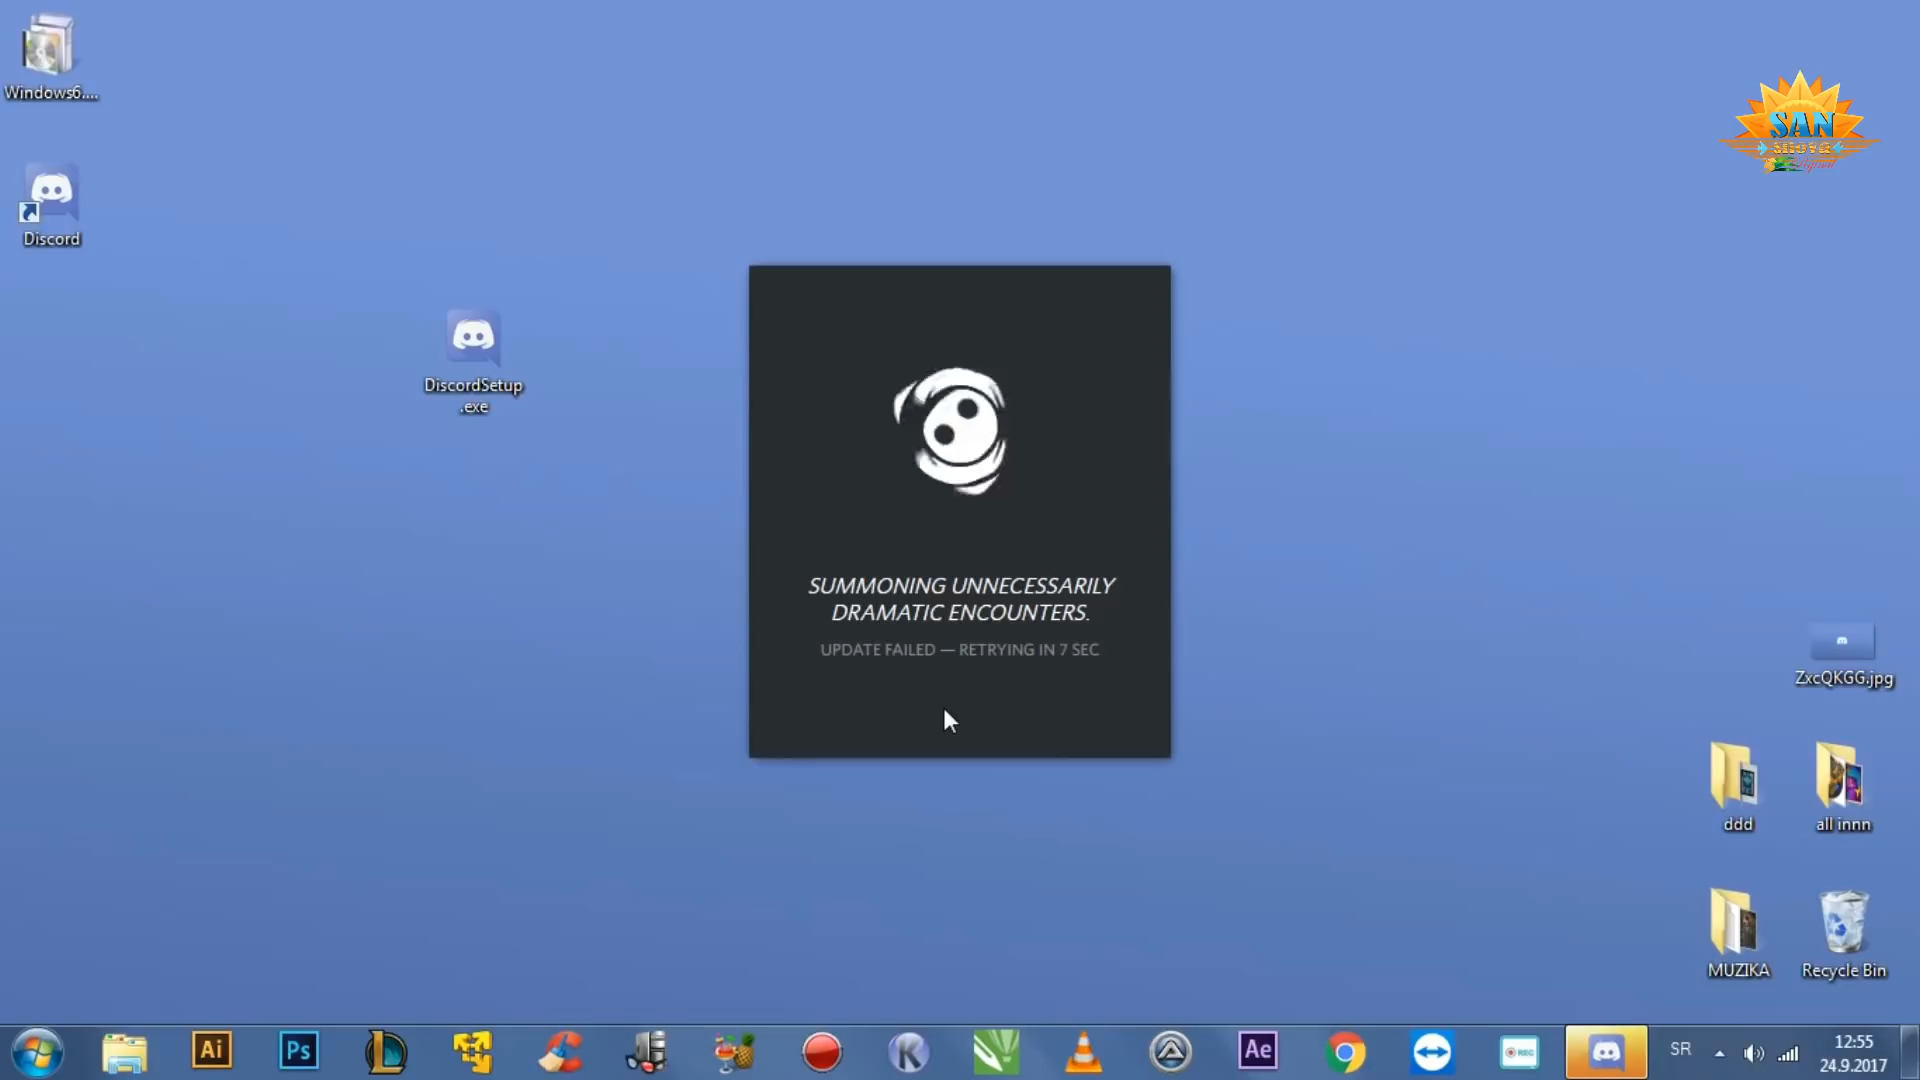 Windows6....
SAN
Discord
DiscordSetup
.exe
SUMMONING UNNECESSARILY
DRAMATIC ENCOUNTERS.
UPDATE FAILED — RETRYING IN 7 SEC
ZxcQKGG.jpg
ddd
all innn
MUZIKA
Recycle Bin
Ai
Ps
K
Ae
REC
SR
12:55
24.9.2017